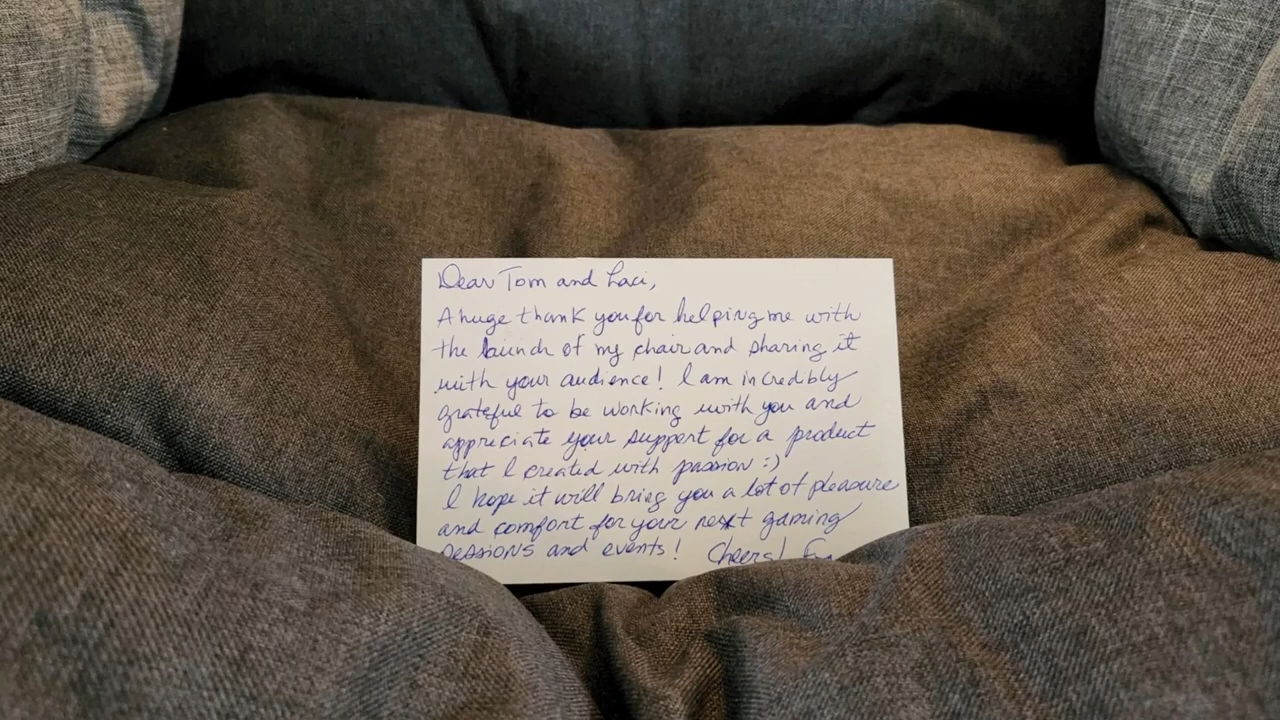 Dear Tom and Laci,
A huge thank you for helping me with
the launch of my chair and sharing it
with your audience! I am incredibly
grateful to be working with you and
appreciate your support for a product
that I created with passion :)
I hope it will bring you a lot of pleasure
and comfort for your next gaming
sessions and events! Cheers!